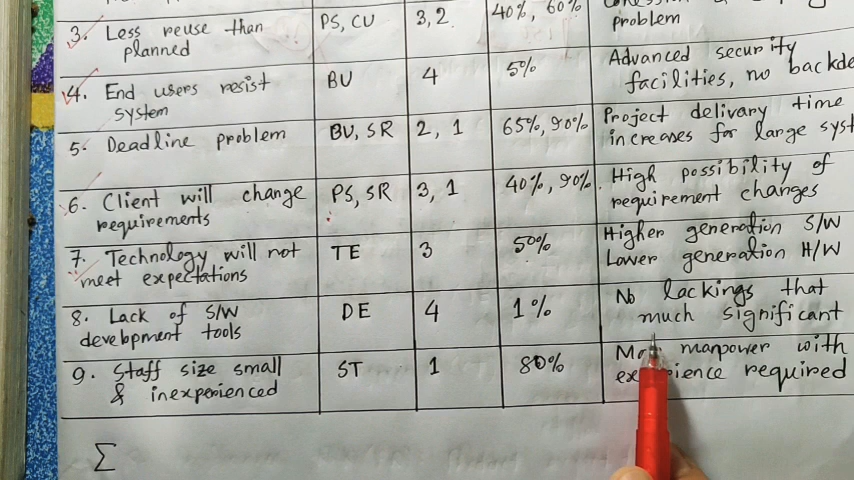 3. Less reuse than planned | PS, CU | 3, 2 | 40%, 60% | problem
4. End users resist system | BU | 4 | 5% | Advanced security facilities, no backdo
5. Deadline problem | BU, SR | 2, 1 | 65%, 90% | Project delivary time increases for large syst
6. Client will change requirements | PS, SR | 3, 1 | 40%, 90% | High possibility of requirement changes
7. Technology will not meet expectations | TE | 3 | 50% | Higher generation S/W Lower generation H/W
8. Lack of S/W development tools | DE | 4 | 1% | No lackings that much significant
9. Staff size small & inexperienced | ST | 1 | 80% | manpower with required
Σ